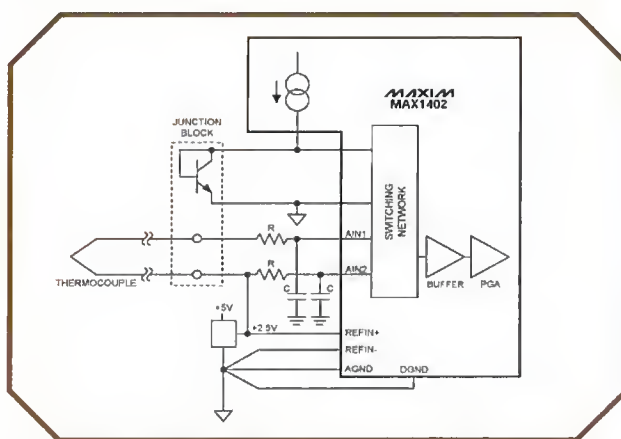 MAXIM
MAX1402
JUNCTION
BLOCK
SWITCHING
NETWORK
R
AIN1
R
AIN2
THERMOCOUPLE
C
C
BUFFER
PGA
+5V
+2 5V
REFIN+
REFIN-
AGND
DGND